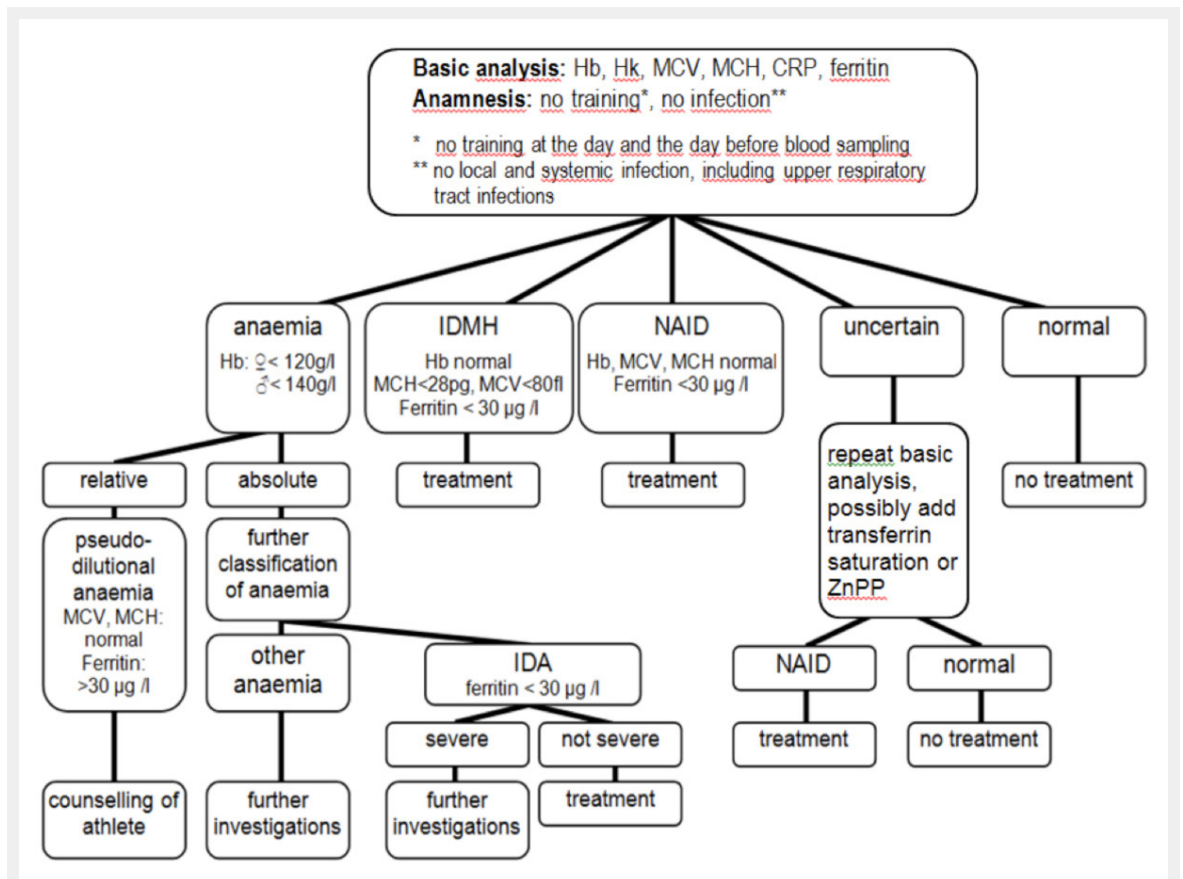 Basic analysis: Hb, Hk, MCV, MCH, CRP, ferritin
Anamnesis: no training*, no infection**
* no training at the day and the day before blood sampling
** no local and systemic infection, including upper respiratory
tract infections
anaemia
Hb: ♀< 120g/l
♂< 140g/l
IDMH
Hb normal
MCH<28pg, MCV<80fl
Ferritin < 30 µg /l
NAID
Hb, MCV, MCH normal
Ferritin <30 µg /l
uncertain
normal
relative
absolute
treatment
treatment
repeat basic
analysis,
possibly add
transferrin
saturation or
ZnPP
no treatment
pseudo-
dilutional
anaemia
MCV, MCH:
normal
Ferritin:
>30 µg /l
further
classification
of anaemia
other
anaemia
IDA
ferritin < 30 µg /l
NAID
normal
severe
not severe
treatment
no treatment
counselling of
athlete
further
investigations
further
investigations
treatment